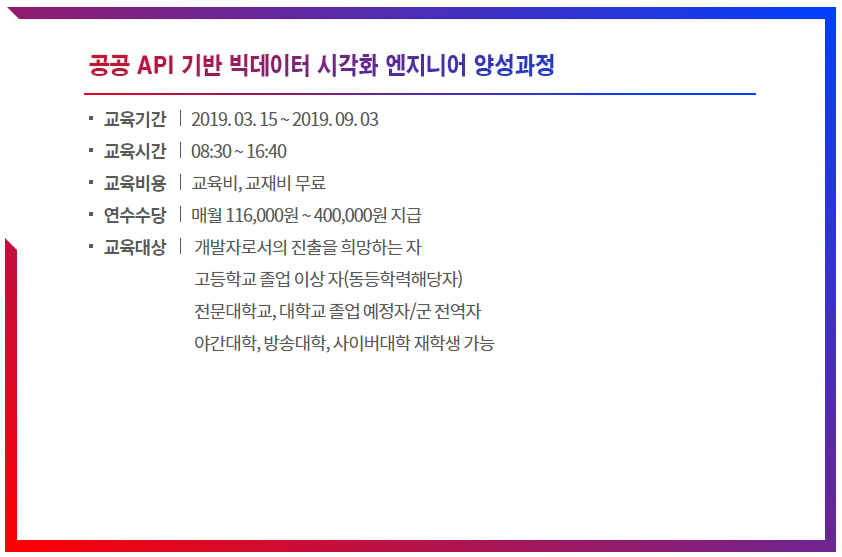 공공 API 기반 빅데이터 시각화 엔지니어 양성과정
교육기간 | 2019. 03. 15 ~ 2019. 09. 03
교육시간 | 08:30 ~ 16:40
교육비용 | 교육비, 교재비 무료
연수수당 | 매월 116,000원 ~ 400,000원 지급
교육대상 | 개발자로서의 진출을 희망하는 자
고등학교 졸업 이상 자(동등학력해당자)
전문대학교, 대학교 졸업 예정자/군 전역자
야간대학, 방송대학, 사이버대학 재학생 가능